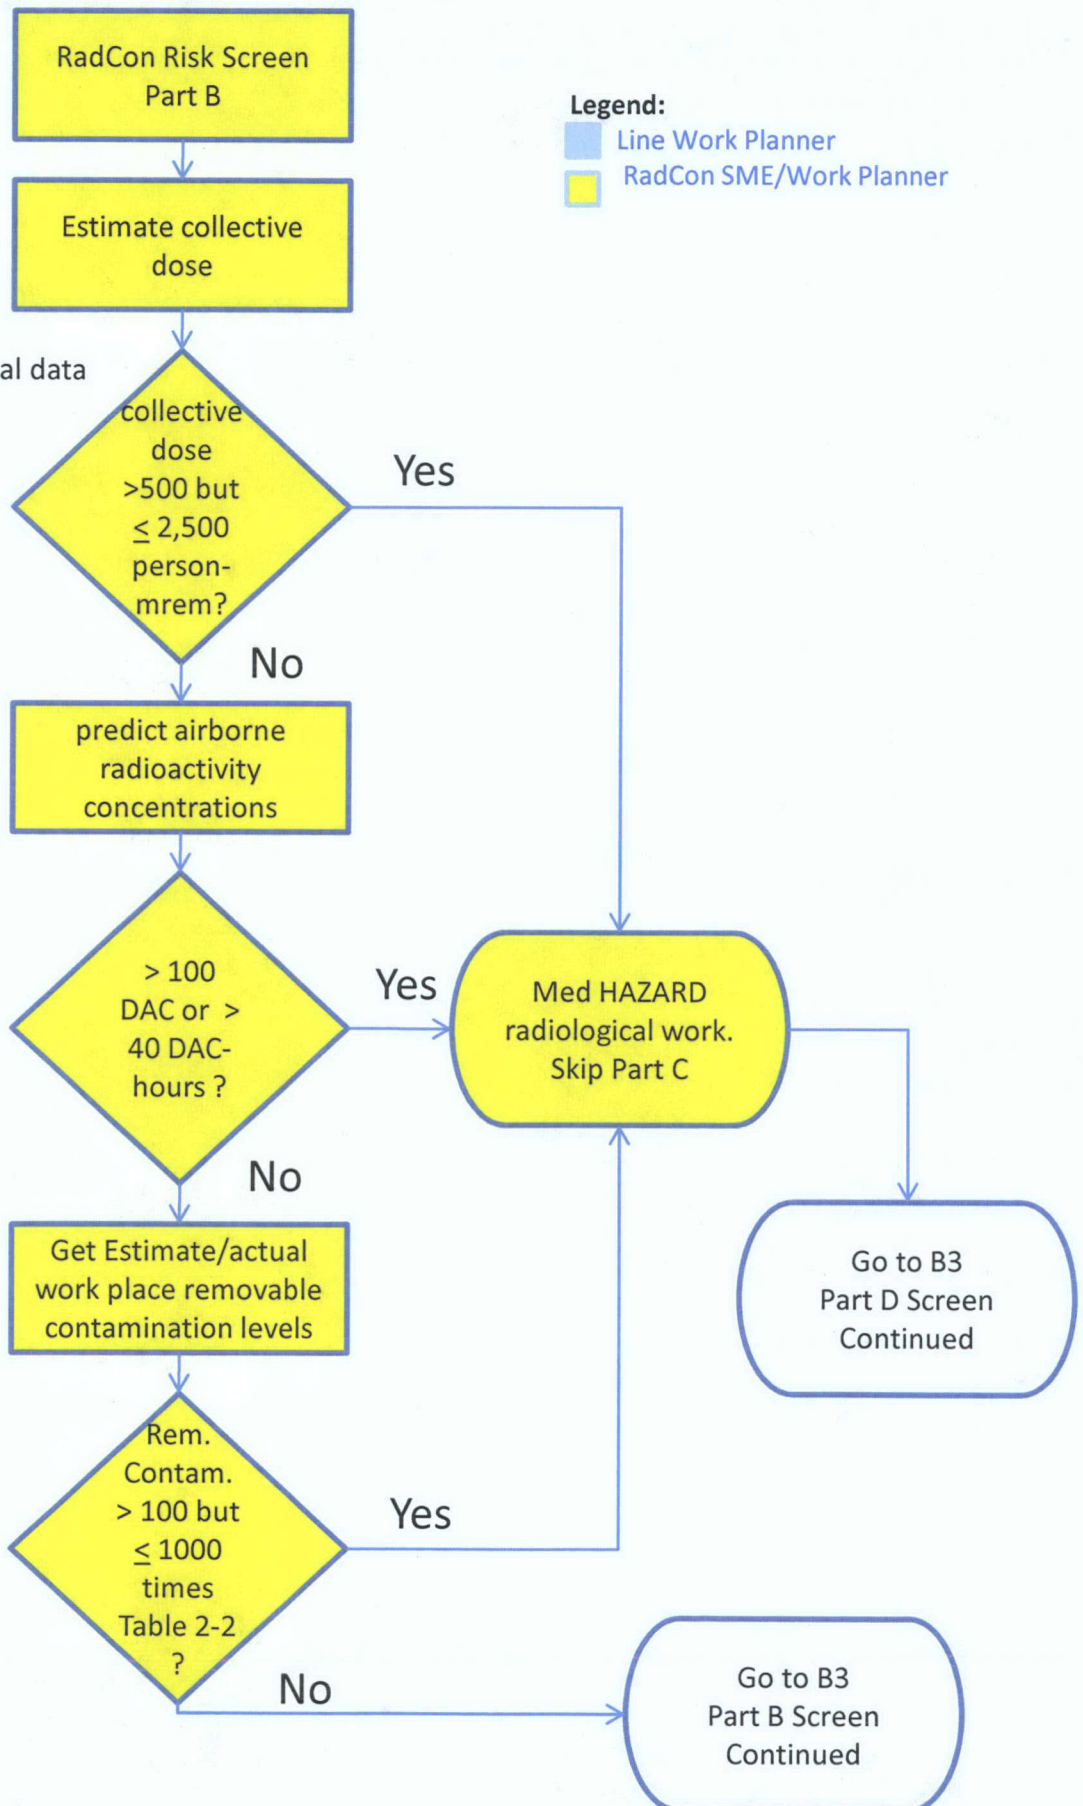 RadCon Risk Screen
Part B
Legend:
Line Work Planner
RadCon SME/Work Planner
Estimate collective
dose
al data
collective
dose
>500 but
≤ 2,500
person-
mrem?
Yes
No
predict airborne
radioactivity
concentrations
> 100
DAC or >
40 DAC-
hours ?
Yes
Med HAZARD
radiological work.
Skip Part C
No
Get Estimate/actual
work place removable
contamination levels
Go to B3
Part D Screen
Continued
Rem.
Contam.
> 100 but
≤ 1000
times
Table 2-2
?
Yes
No
Go to B3
Part B Screen
Continued